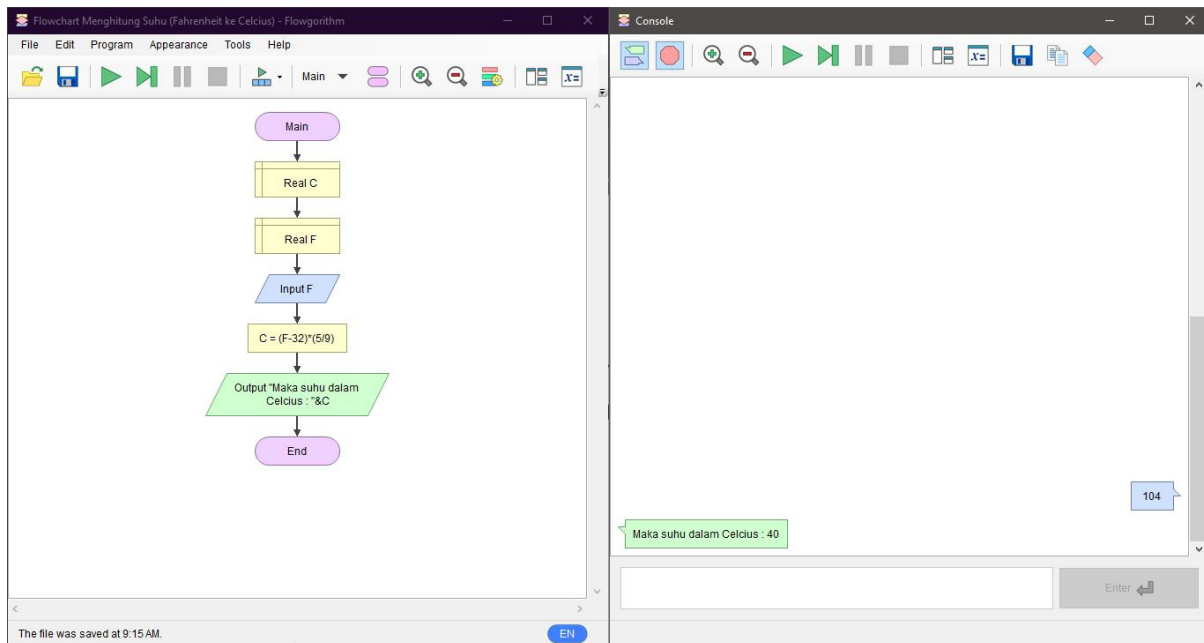 Flowchart Menghitung Suhu (Fahrenheit ke Celcius) - Flowgorithm
File Edit Program Appearance Tools Help
Main
x=
Main
Real C
Real F
Input F
C = (F-32)*(5/9)
Output "Maka suhu dalam
Celcius : "&C
End
The file was saved at 9:15 AM.
EN
Console
x=
104
Maka suhu dalam Celcius : 40
Enter